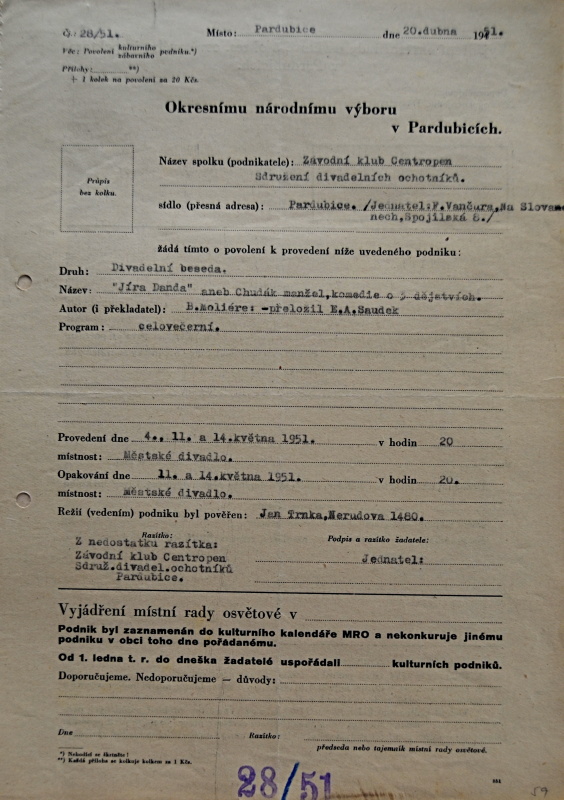 Č: 28/51. Místo: Pardubice dne 20.dubna 1951.
Věc: Povolení kulturního zábavního podniku.*)
Přílohy: **)
+ 1 kolek na povolení za 20 Kčs.
Okresnímu národnímu výboru
v Pardubicích.
Průpis
bez kolku.
Název spolku (podnikatele): Závodní klub Centropen
Sdružení divadelních ochotníků.
sídlo (přesná adresa): Pardubice. /Jednatel:F.Vančura,Na Slovane
nech,Spojilská 8./
žádá tímto o povolení k provedení níže uvedeného podniku:
Druh: Divadelní beseda.
Název: "Jíra Danda" aneb Chudák manžel,komedie o 3 dějstvích.
Autor (i překladatel): B.Moliére: -přeložil E.A.Saudek
Program: celovečerní.
Provedení dne 4., 11. a 14.května 1951. v hodin 20
místnost: Městské divadlo.
Opakování dne 11. a 14.května 1951. v hodin 20.
místnost: městské divadlo.
Režií (vedením) podniku byl pověřen: Jan Trnka,Nerudova 1480.
Razítko: Podpis a razítko žadatele:
Z nedostatku razítka:
Závodní klub Centropen Jednatel:
Sdruž.divadel.ochotníků
Pardubice.
Vyjádření místní rady osvětové v
Podnik byl zaznamenán do kulturního kalendáře MRO a nekonkuruje jinému
podniku v obci toho dne pořádanému.
Od 1. ledna t. r. do dneška žadatelé uspořádali kulturních podniků.
Doporučujeme. Nedoporučujeme — důvody:
Dne Razítko:
předseda nebo tajemník místní rady osvětové.
*) Nehodící se škrtněte!
**) Každá příloha se kolkuje kolkem za 1 Kčs.
28/51
59